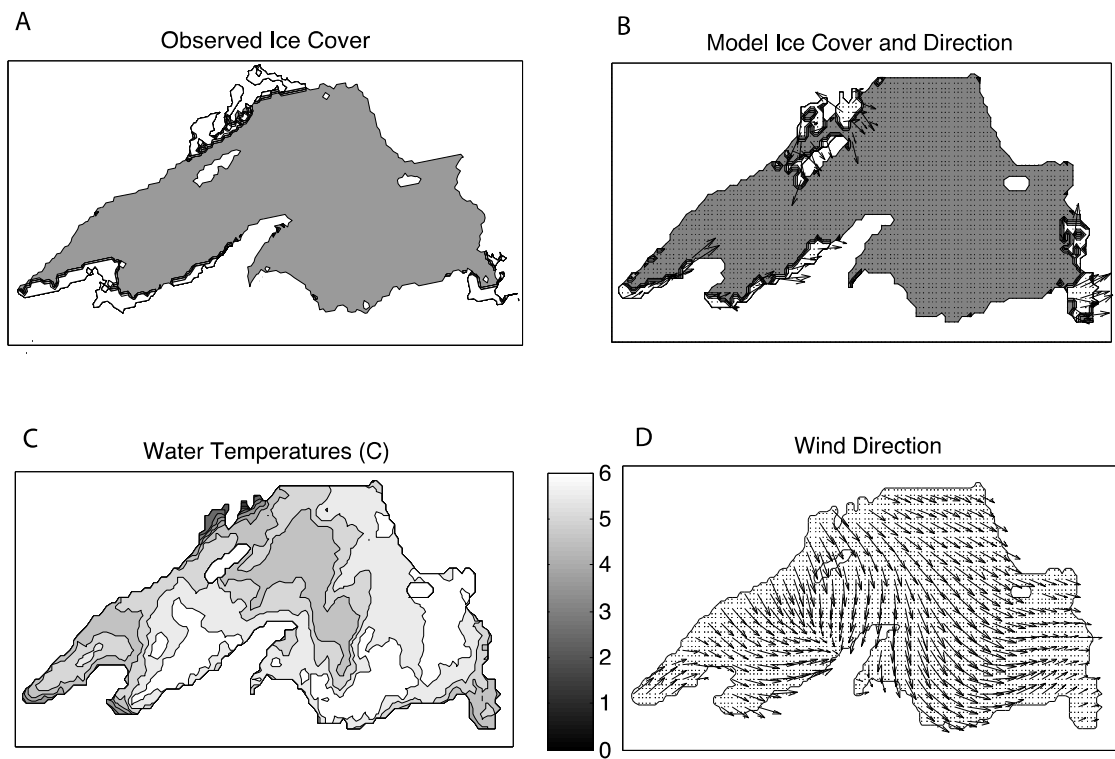 A
Observed Ice Cover
B
Model Ice Cover and Direction
C
Water Temperatures (C)
6
5
4
3
2
1
0
D
Wind Direction